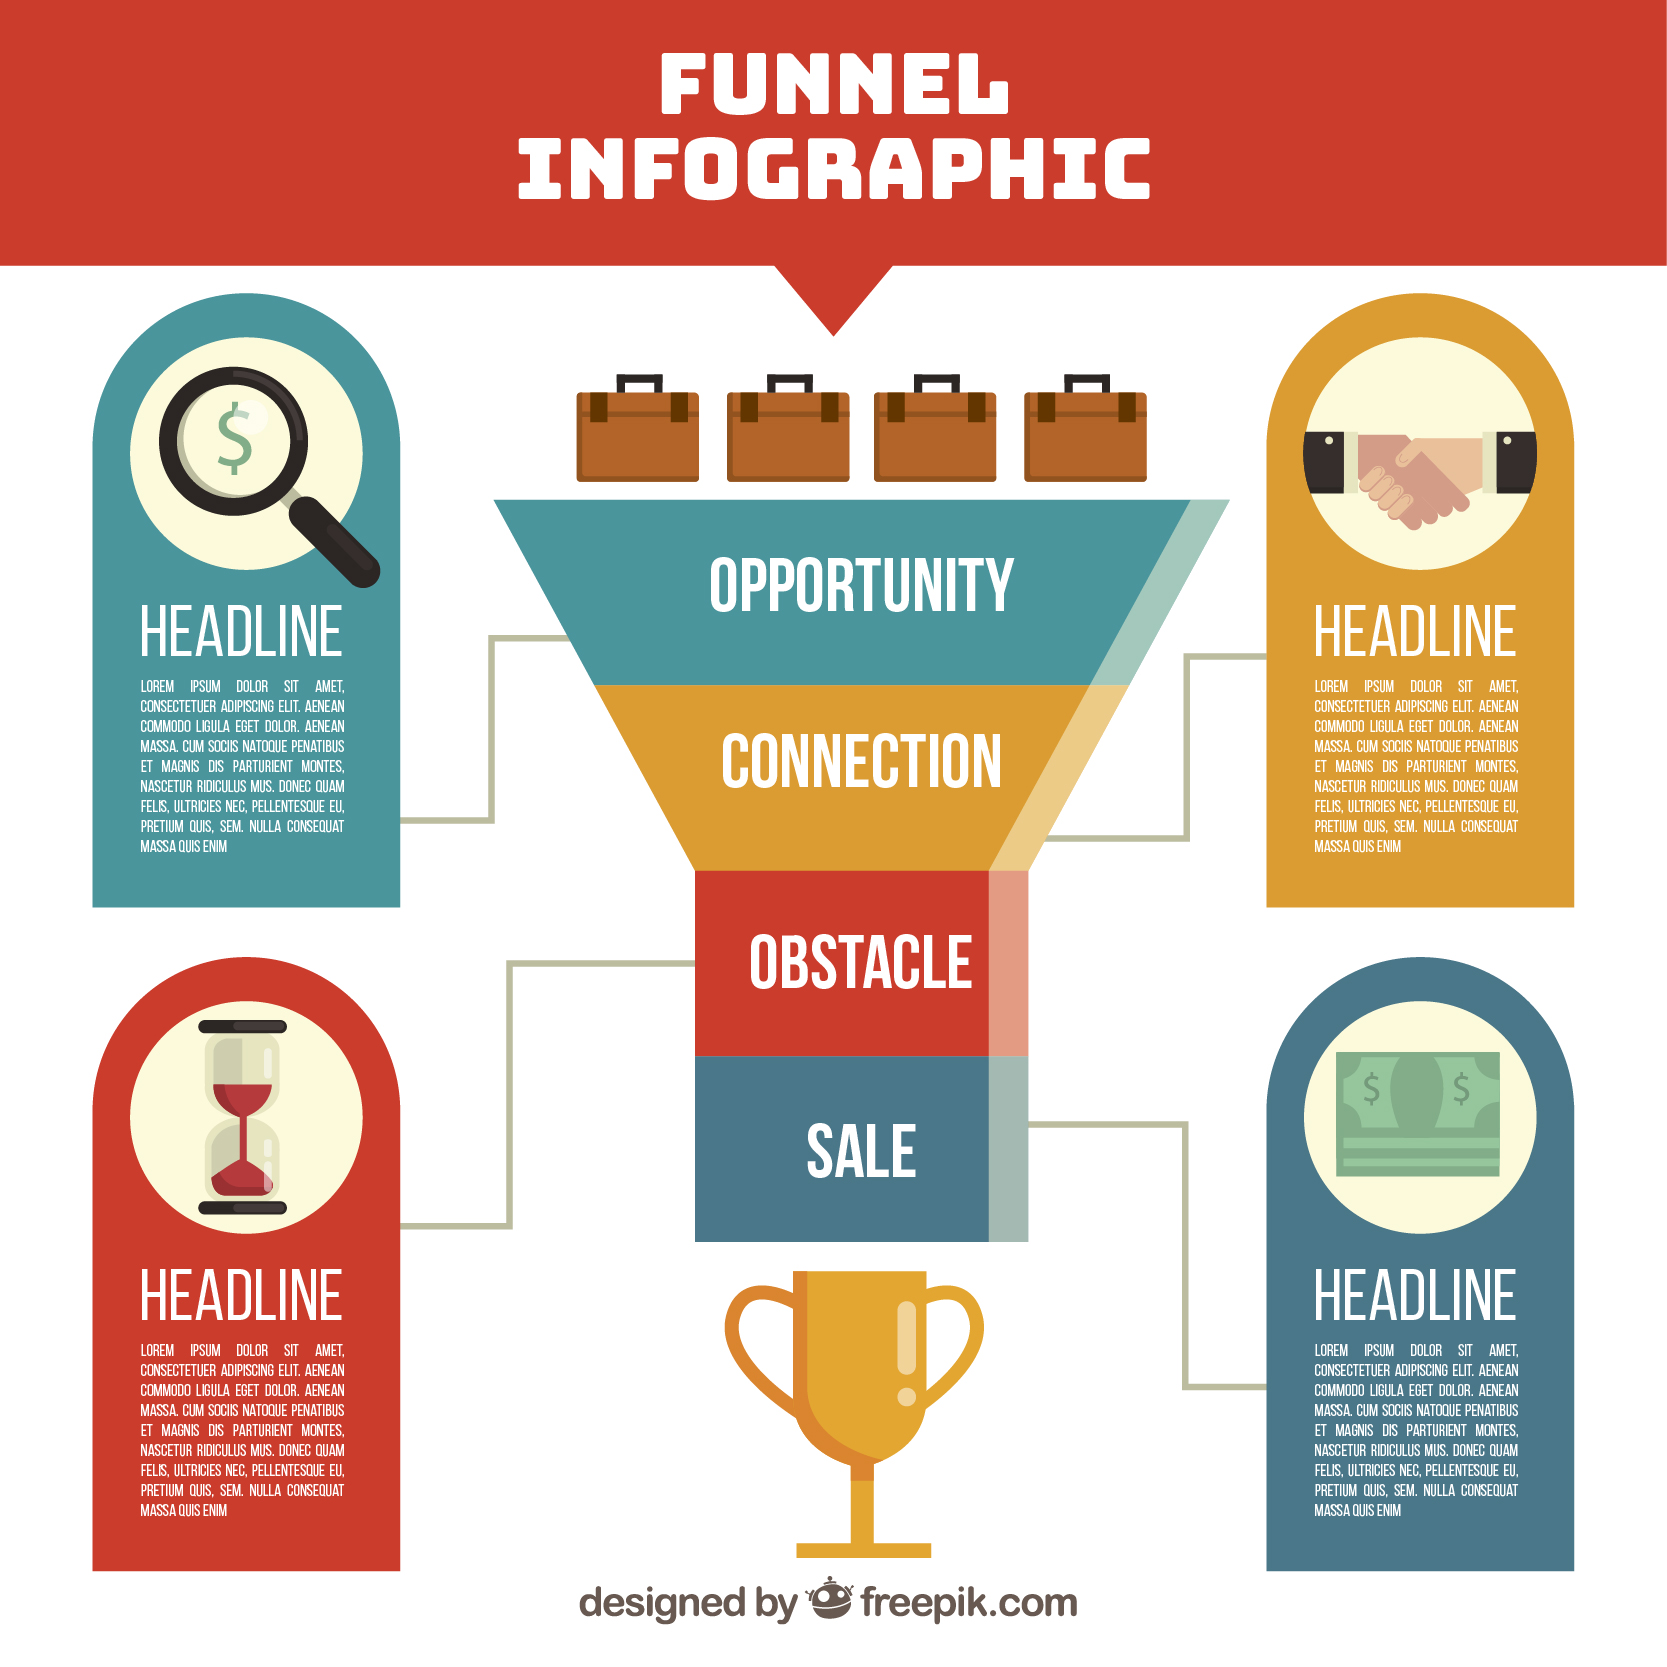 FUNNEL
INFOGRAPHIC
$
HEADLINE
LOREM IPSUM DOLOR SIT AMET,
CONSECTETUER ADIPISCING ELIT. AENEAN
COMMODO LIGULA EGET DOLOR. AENEAN
MASSA. CUM SOCIIS NATOQUE PENATIBUS
ET MAGNIS DIS PARTURIENT MONTES,
NASCETUR RIDICULUS MUS. DONEC QUAM
FELIS, ULTRICIES NEC, PELLENTESQUE EU,
PRETIUM QUIS, SEM. NULLA CONSEQUAT
MASSA QUIS ENIM
OPPORTUNITY
CONNECTION
OBSTACLE
SALE
HEADLINE
LOREM IPSUM DOLOR SIT AMET,
CONSECTETUER ADIPISCING ELIT. AENEAN
COMMODO LIGULA EGET DOLOR. AENEAN
MASSA. CUM SOCIIS NATOQUE PENATIBUS
ET MAGNIS DIS PARTURIENT MONTES,
NASCETUR RIDICULUS MUS. DONEC QUAM
FELIS, ULTRICIES NEC, PELLENTESQUE EU,
PRETIUM QUIS, SEM. NULLA CONSEQUAT
MASSA QUIS ENIM
HEADLINE
LOREM IPSUM DOLOR SIT AMET,
CONSECTETUER ADIPISCING ELIT. AENEAN
COMMODO LIGULA EGET DOLOR. AENEAN
MASSA. CUM SOCIIS NATOQUE PENATIBUS
ET MAGNIS DIS PARTURIENT MONTES,
NASCETUR RIDICULUS MUS. DONEC QUAM
FELIS, ULTRICIES NEC, PELLENTESQUE EU,
PRETIUM QUIS, SEM. NULLA CONSEQUAT
MASSA QUIS ENIM
$ $
HEADLINE
LOREM IPSUM DOLOR SIT AMET,
CONSECTETUER ADIPISCING ELIT. AENEAN
COMMODO LIGULA EGET DOLOR. AENEAN
MASSA. CUM SOCIIS NATOQUE PENATIBUS
ET MAGNIS DIS PARTURIENT MONTES,
NASCETUR RIDICULUS MUS. DONEC QUAM
FELIS, ULTRICIES NEC, PELLENTESQUE EU,
PRETIUM QUIS, SEM. NULLA CONSEQUAT
MASSA QUIS ENIM
designed by freepik.com